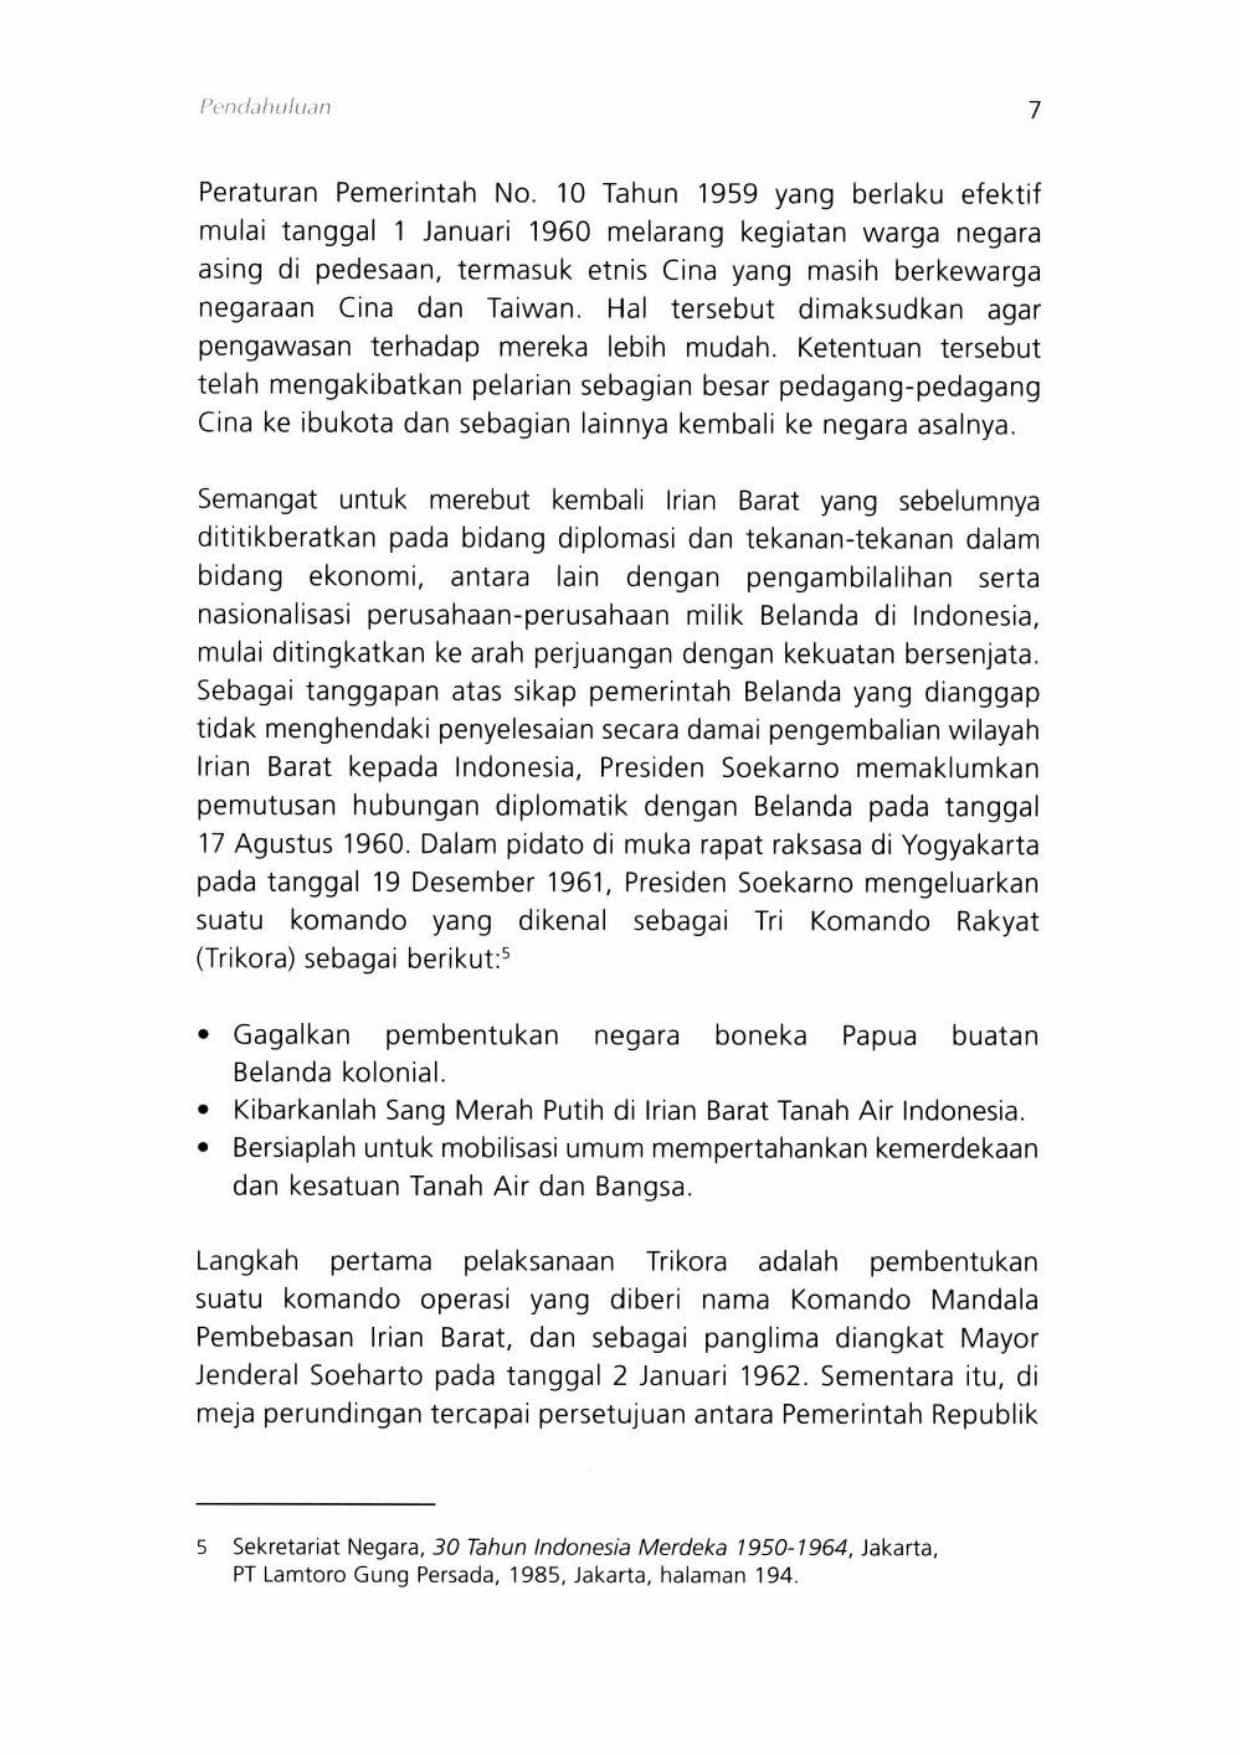 Pendahuluan 7
Peraturan Pemerintah No. 10 Tahun 1959 yang berlaku efektif
mulai tanggal 1 Januari 1960 melarang kegiatan warga negara
asing di pedesaan, termasuk etnis Cina yang masih berkewarga
negaraan Cina dan Taiwan. Hal tersebut dimaksudkan agar
pengawasan terhadap mereka lebih mudah. Ketentuan tersebut
telah mengakibatkan pelarian sebagian besar pedagang-pedagang
Cina ke ibukota dan sebagian lainnya kembali ke negara asalnya.
Semangat untuk merebut kembali Irian Barat yang sebelumnya
dititikberatkan pada bidang diplomasi dan tekanan-tekanan dalam
bidang ekonomi, antara lain dengan pengambilalihan serta
nasionalisasi perusahaan-perusahaan milik Belanda di Indonesia,
mulai ditingkatkan ke arah perjuangan dengan kekuatan bersenjata.
Sebagai tanggapan atas sikap pemerintah Belanda yang dianggap
tidak menghendaki penyelesaian secara damai pengembalian wilayah
Irian Barat kepada Indonesia, Presiden Soekarno memaklumkan
pemutusan hubungan diplomatik dengan Belanda pada tanggal
17 Agustus 1960. Dalam pidato di muka rapat raksasa di Yogyakarta
pada tanggal 19 Desember 1961, Presiden Soekarno mengeluarkan
suatu komando yang dikenal sebagai Tri Komando Rakyat
(Trikora) sebagai berikut:⁵
• Gagalkan pembentukan negara boneka Papua buatan
Belanda kolonial.
• Kibarkanlah Sang Merah Putih di Irian Barat Tanah Air Indonesia.
• Bersiaplah untuk mobilisasi umum mempertahankan kemerdekaan
dan kesatuan Tanah Air dan Bangsa.
Langkah pertama pelaksanaan Trikora adalah pembentukan
suatu komando operasi yang diberi nama Komando Mandala
Pembebasan Irian Barat, dan sebagai panglima diangkat Mayor
Jenderal Soeharto pada tanggal 2 Januari 1962. Sementara itu, di
meja perundingan tercapai persetujuan antara Pemerintah Republik
5 Sekretariat Negara, 30 Tahun Indonesia Merdeka 1950-1964, Jakarta,
PT Lamtoro Gung Persada, 1985, Jakarta, halaman 194.